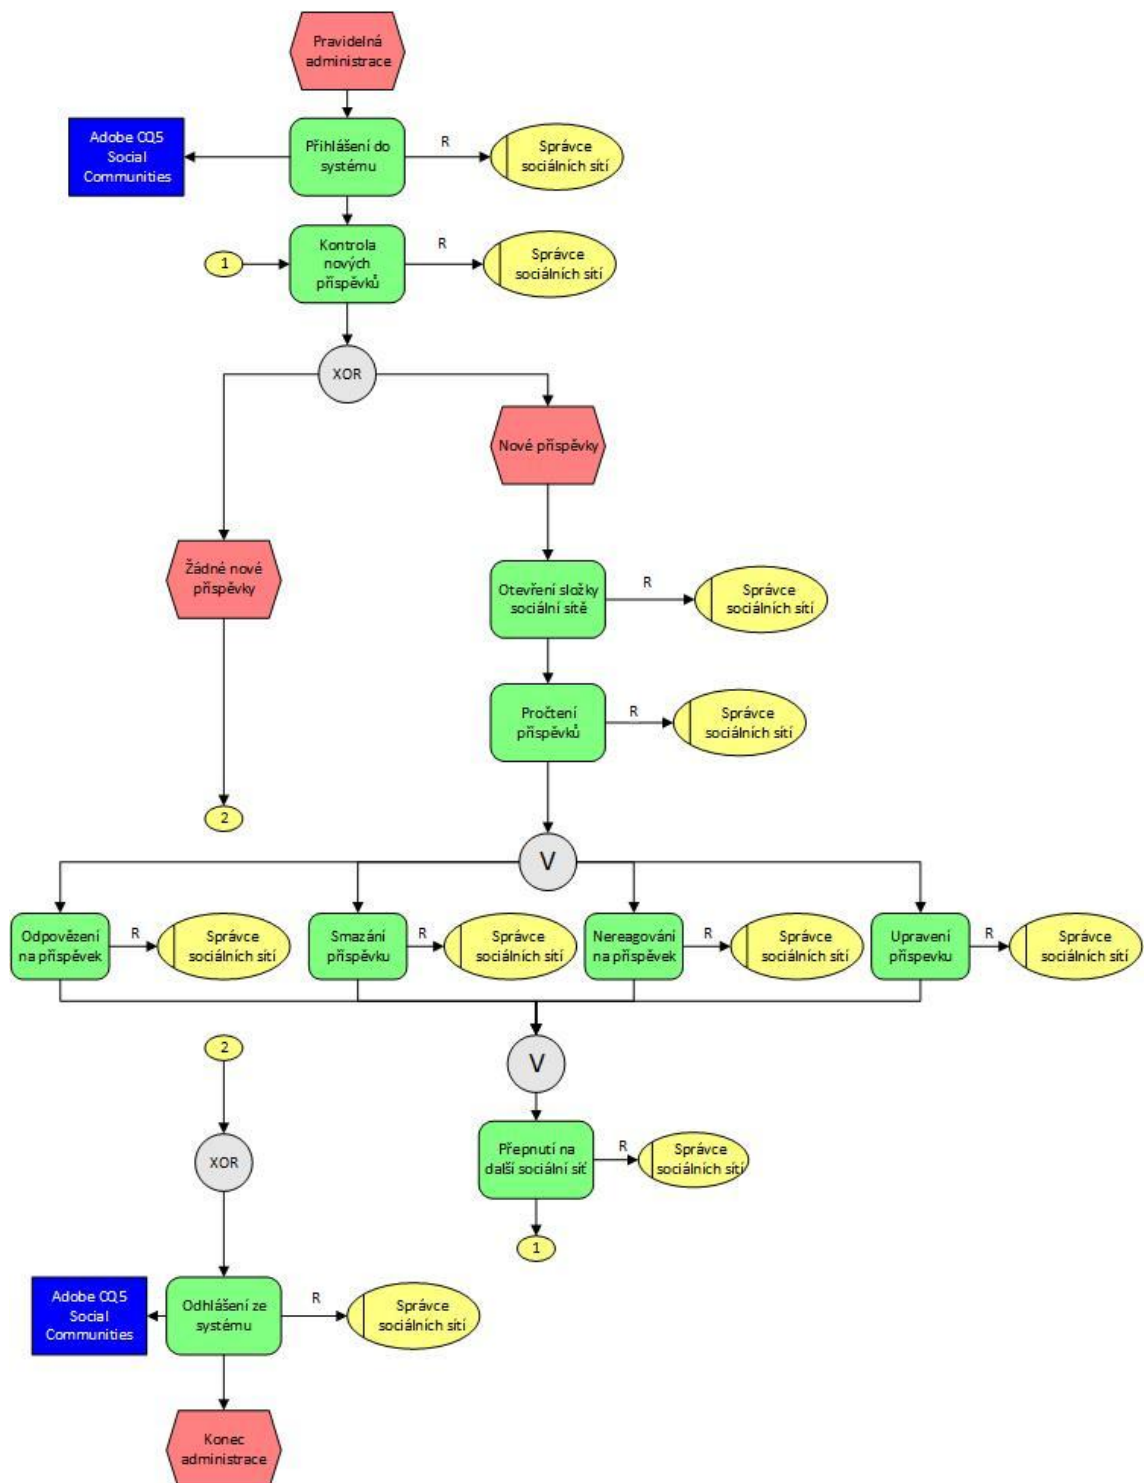 Pravidelná
administrace
Adobe CQ5
Social
Communities
Přihlášení do
systému
R
Správce
sociálních sítí
1
Kontrola
nových
příspěvků
R
Správce
sociálních sítí
XOR
Nové příspěvky
Žádné nové
příspěvky
Otevření složky
sociální sítě
R
Správce
sociálních sítí
Pročtení
příspěvků
R
Správce
sociálních sítí
2
V
Odpovězení
na příspěvek
R
Správce
sociálních sítí
Smazání
příspěvku
R
Správce
sociálních sítí
Nereagování
na příspěvek
R
Správce
sociálních sítí
Upravení
příspevku
R
Správce
sociálních sítí
2
V
XOR
Přepnutí na
další sociální síť
R
Správce
sociálních sítí
1
Adobe CQ5
Social
Communities
Odhlášení ze
systému
R
Správce
sociálních sítí
Konec
administrace